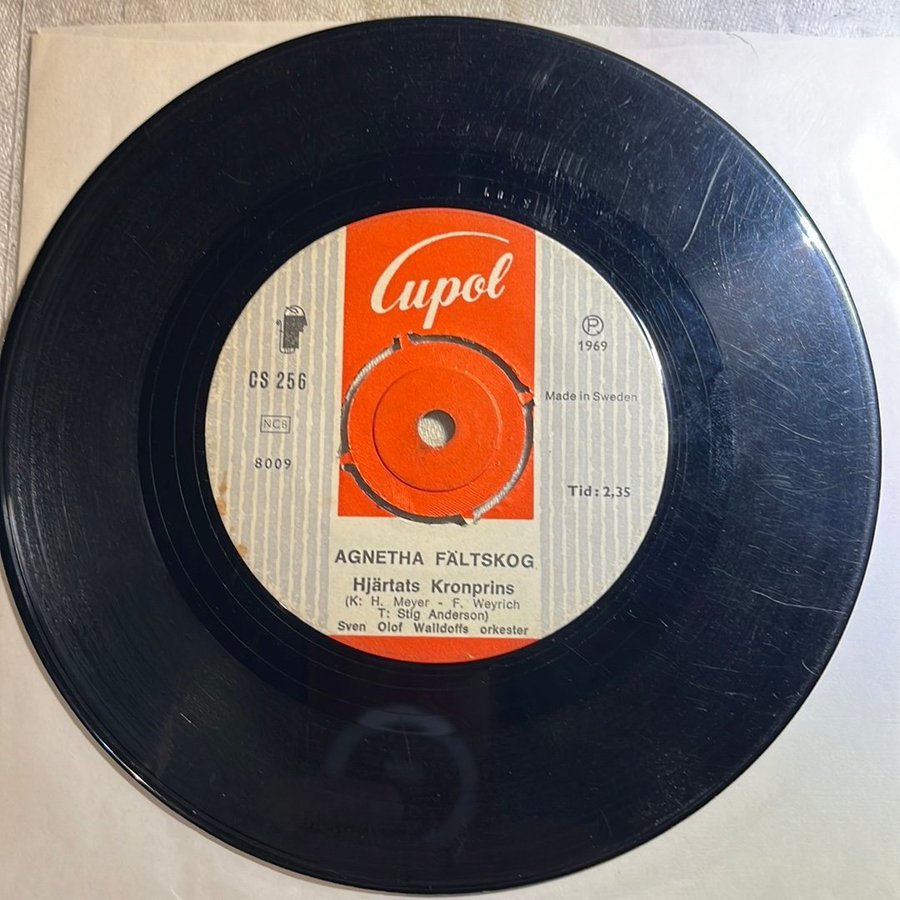 Cupol
CS 256
NCB
8009
Ⓟ
1969
Made in Sweden
Tid: 2,35
AGNETHA FÄLTSKOG
Hjärtats Kronprins
(K: H. Meyer - F. Weyrich
T: Stig Anderson)
Sven Olof Walldoffs orkester